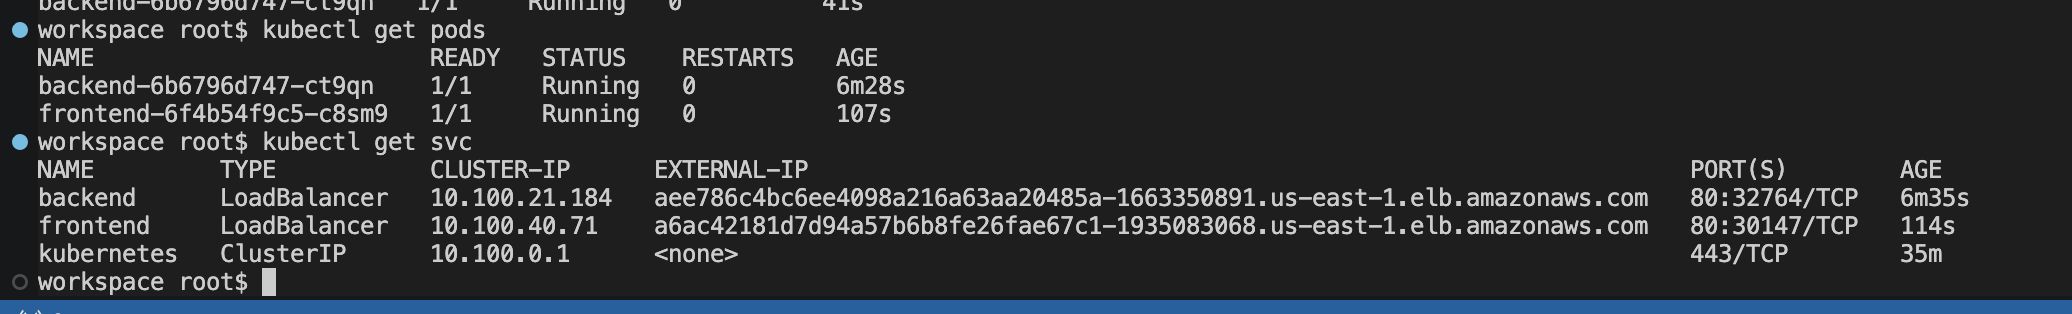 backend-6b6796d747-ct9qn   1/1     Running   0          41s
workspace root$ kubectl get pods
NAME                        READY   STATUS    RESTARTS   AGE
backend-6b6796d747-ct9qn    1/1     Running   0          6m28s
frontend-6f4b54f9c5-c8sm9   1/1     Running   0          107s
workspace root$ kubectl get svc
NAME         TYPE           CLUSTER-IP      EXTERNAL-IP                                                               PORT(S)        AGE
backend      LoadBalancer   10.100.21.184   aee786c4bc6ee4098a216a63aa20485a-1663350891.us-east-1.elb.amazonaws.com   80:32764/TCP   6m35s
frontend     LoadBalancer   10.100.40.71    a6ac42181d7d94a57b6b8fe26fae67c1-1935083068.us-east-1.elb.amazonaws.com   80:30147/TCP   114s
kubernetes   ClusterIP      10.100.0.1      <none>                                                                    443/TCP        35m
workspace root$